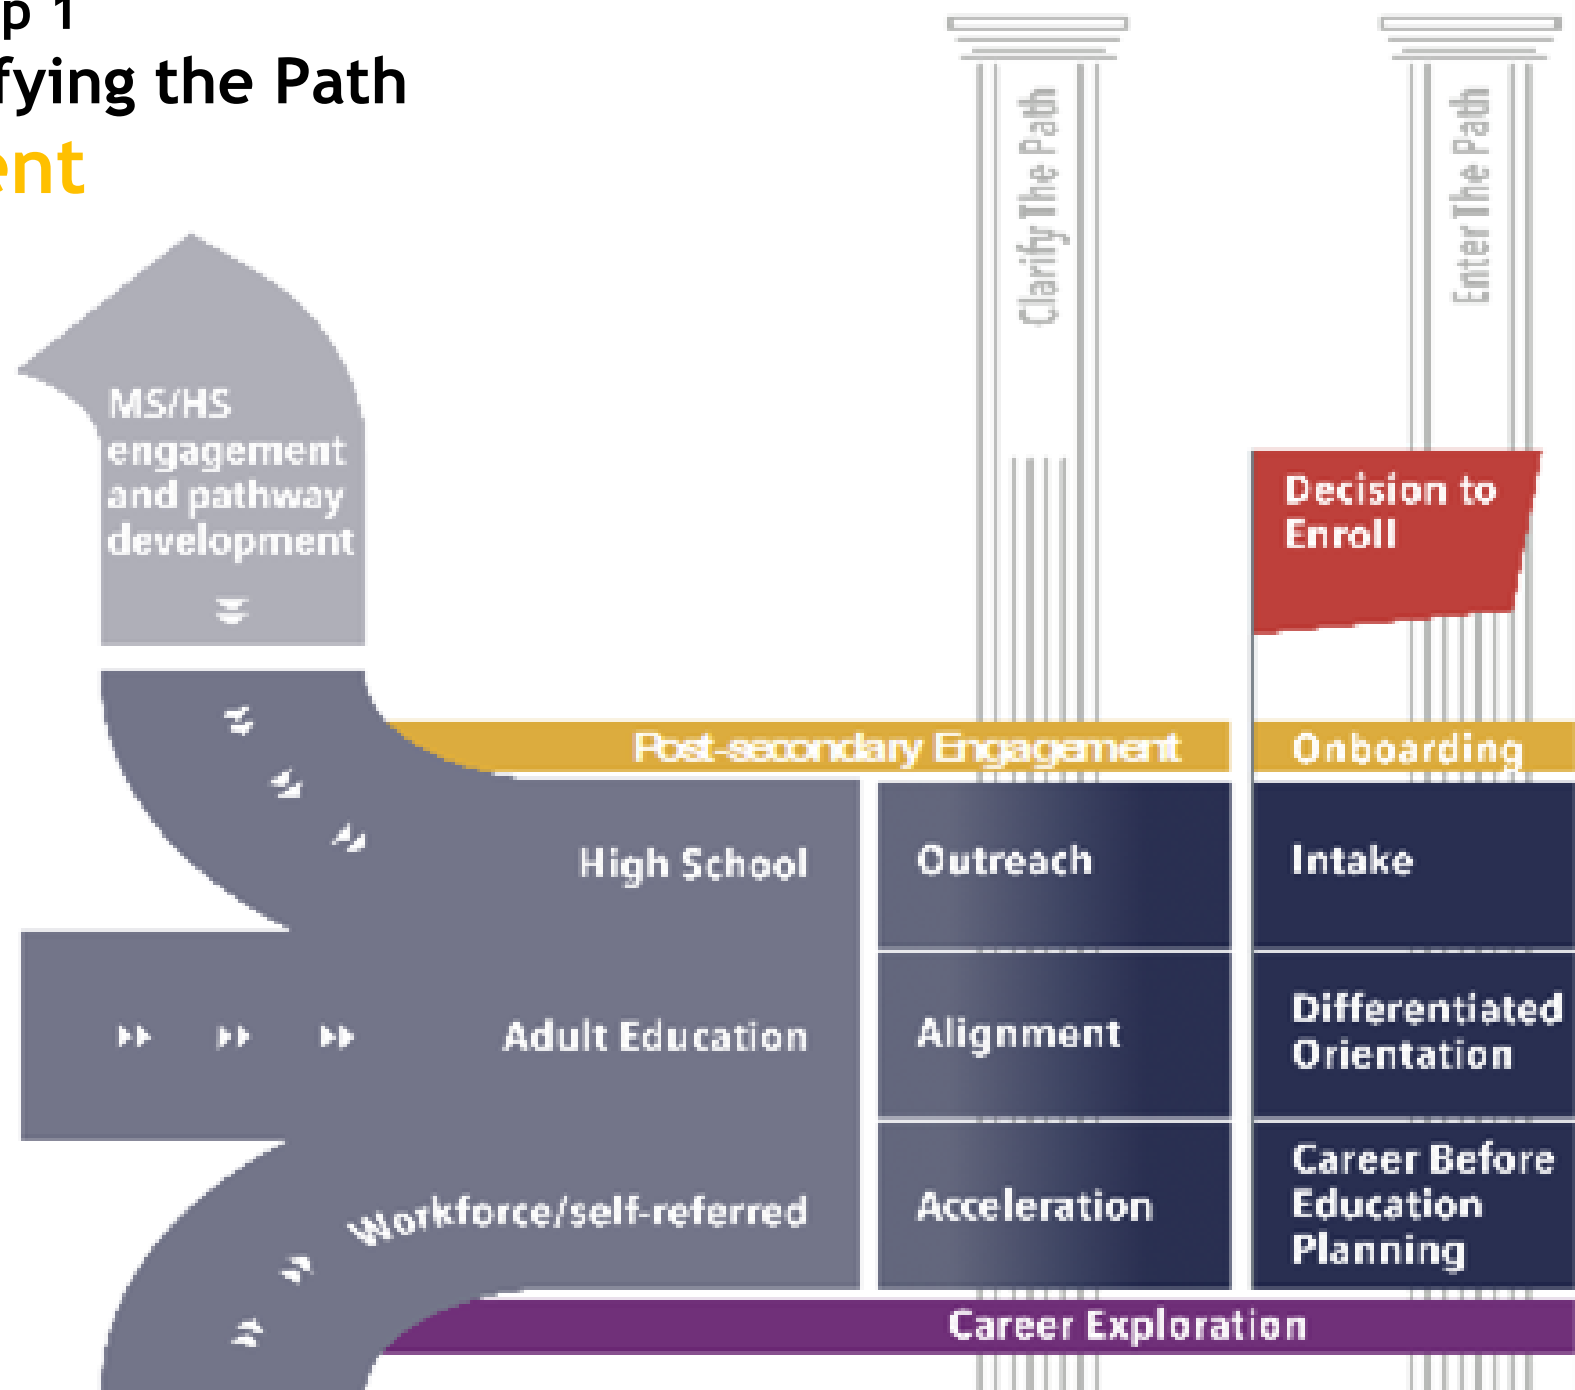 p 1
fying the Path
ent
Clarify The Path
Enter The Path
MS/HS
engagement
and pathway
development
Decision to
Enroll
Post-secondary Engagement
Onboarding
High School
Outreach
Intake
Adult Education
Alignment
Differentiated
Orientation
Workforce/self-referred
Acceleration
Career Before
Education
Planning
Career Exploration